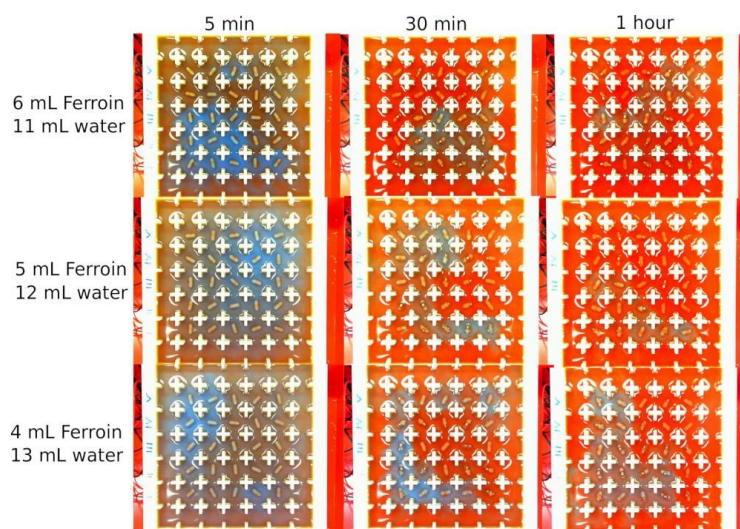 5 min
30 min
1 hour
6 mL Ferroin
11 mL water
5 mL Ferroin
12 mL water
4 mL Ferroin
13 mL water